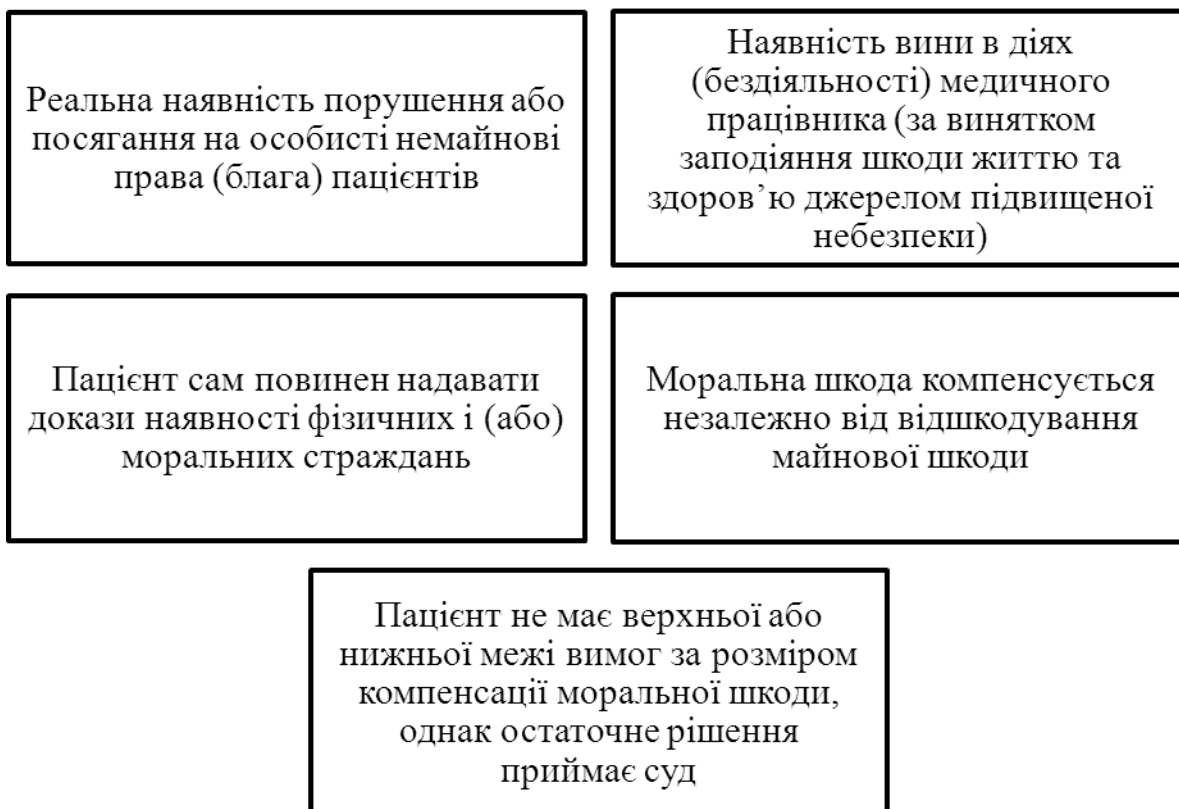 Реальна наявність порушення або
посягання на особисті немайнові
права (блага) пацієнтів
Наявність вини в діях
(бездіяльності) медичного
працівника (за винятком
заподіяння шкоди життю та
здоров’ю джерелом підвищеної
небезпеки)
Пацієнт сам повинен надавати
докази наявності фізичних і (або)
моральних страждань
Моральна шкода компенсується
незалежно від відшкодування
майнової шкоди
Пацієнт не має верхньої або
нижньої межі вимог за розміром
компенсації моральної шкоди,
однак остаточне рішення
приймає суд